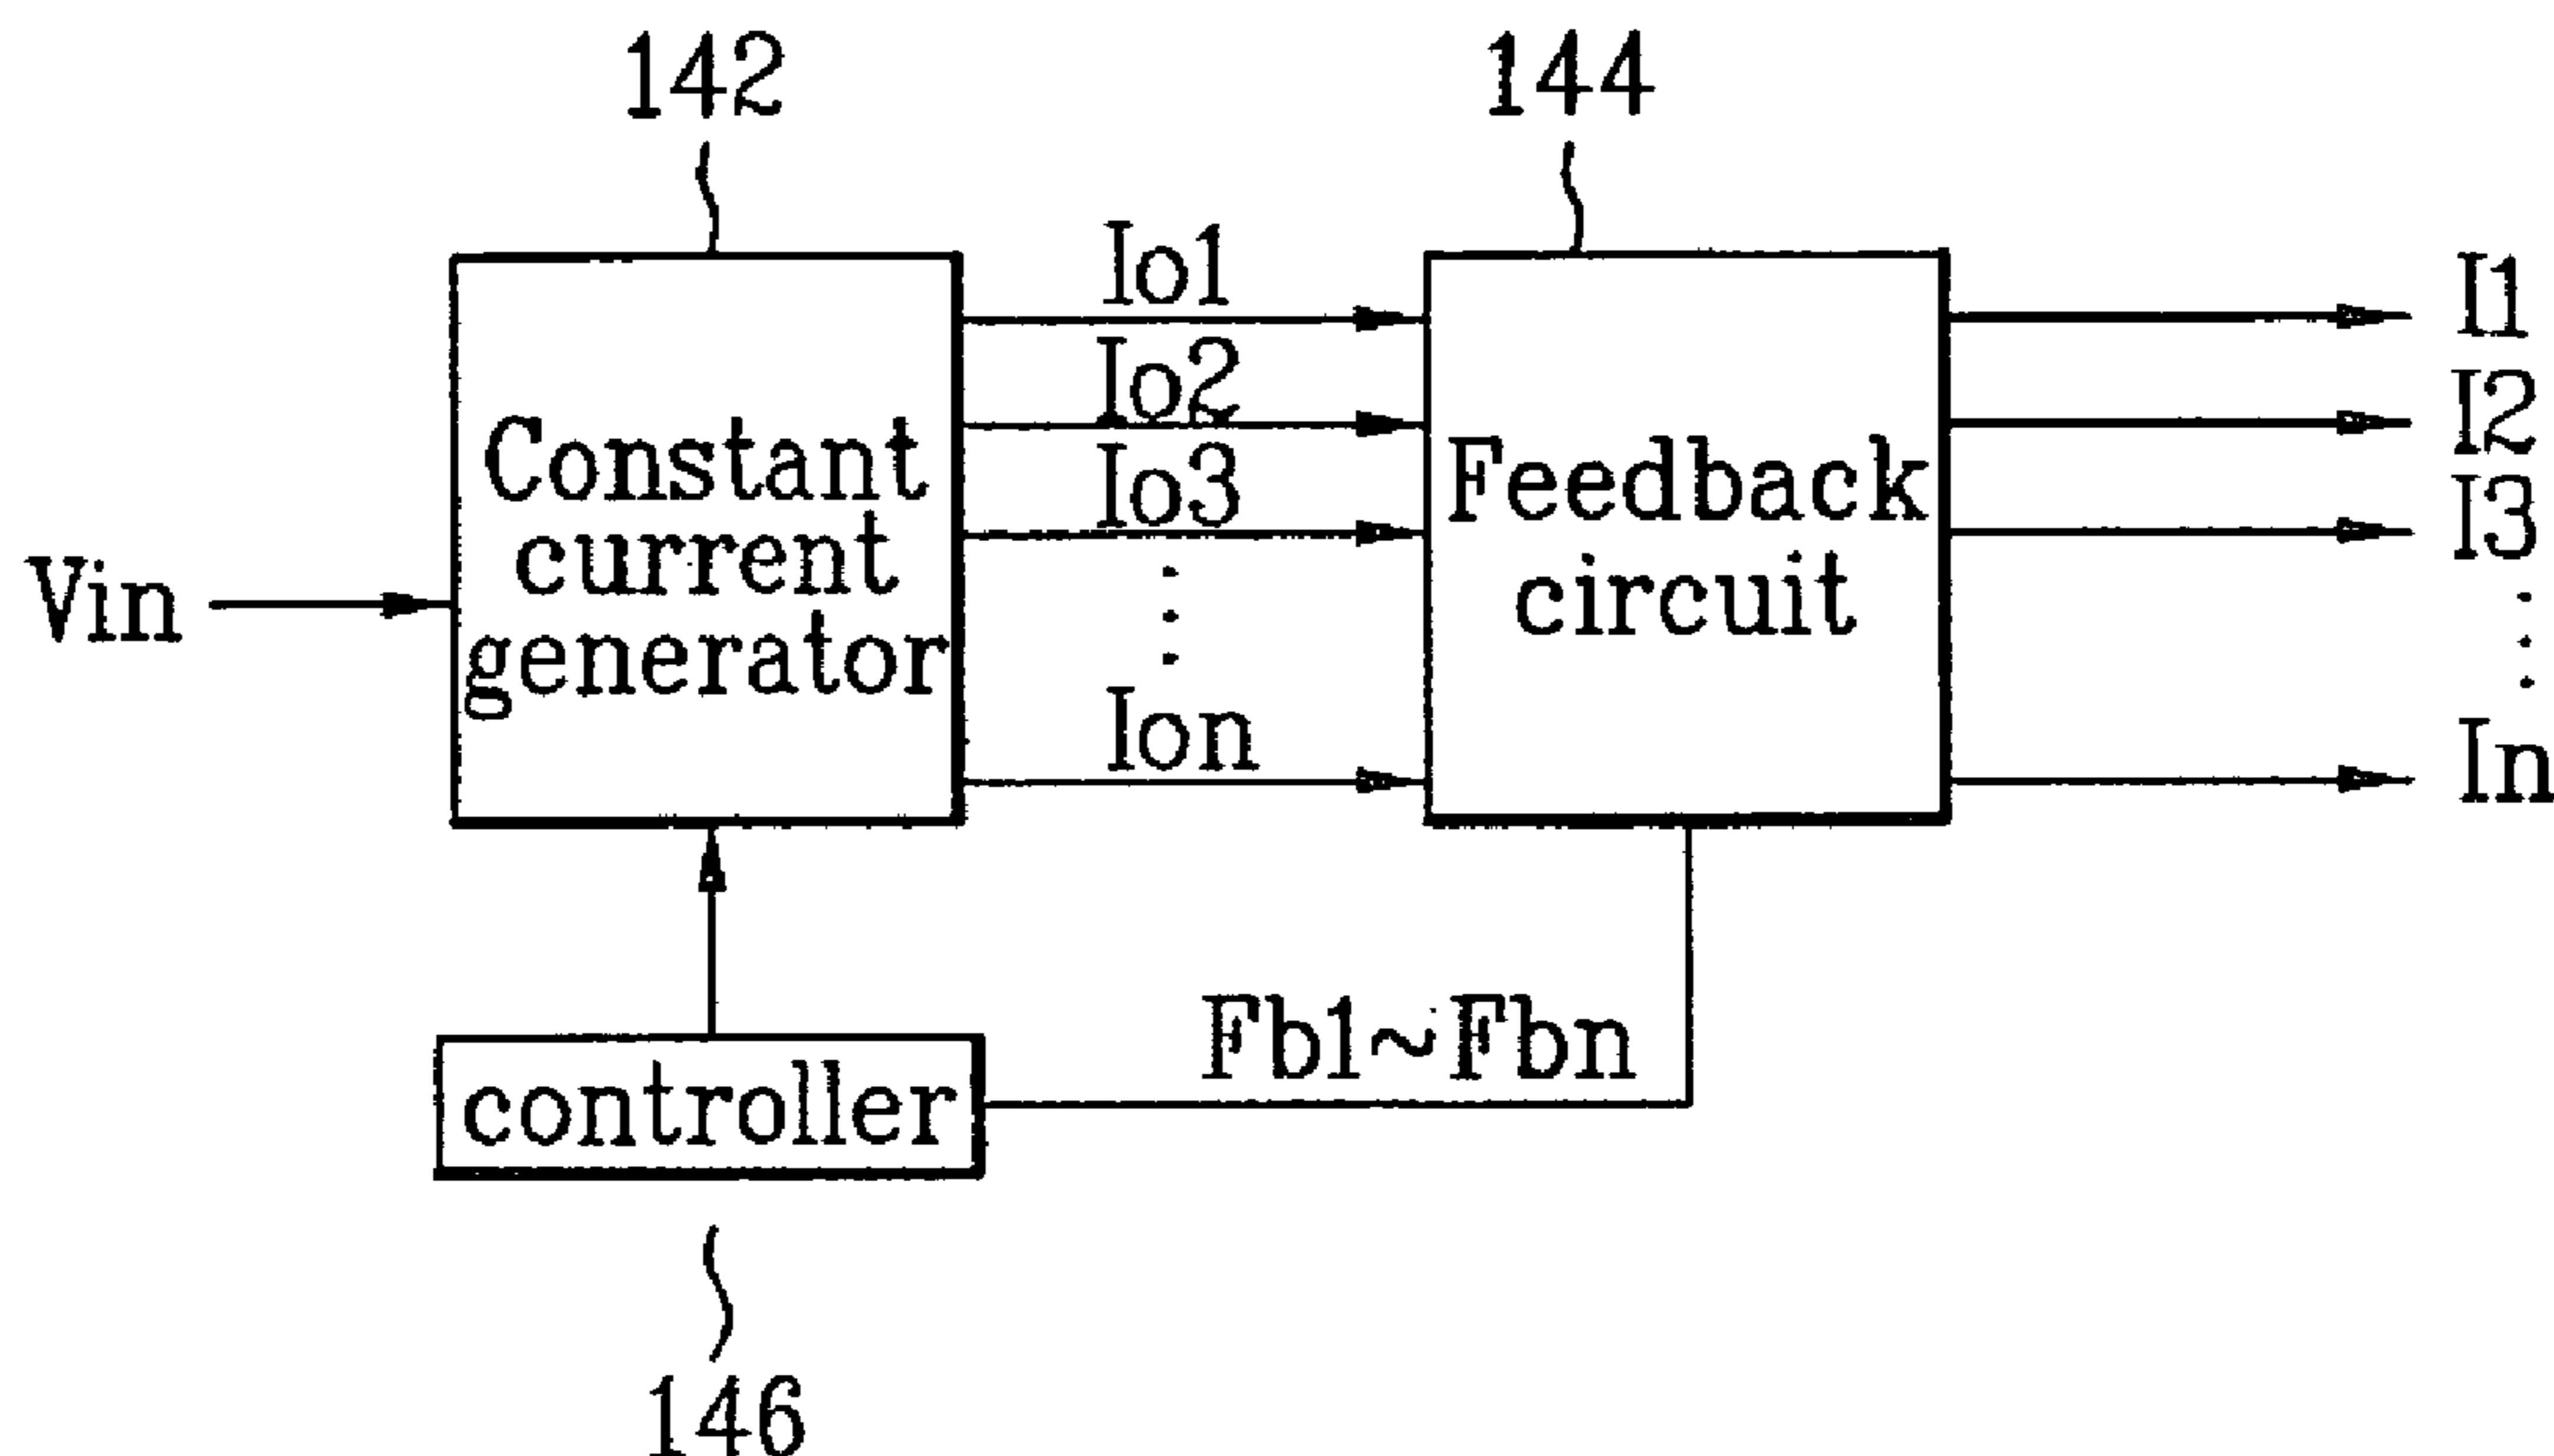 142
144
Io1
I1
Io2
I2
Constant
current
generator
Feedback
circuit
Io3
I3
Vin
Ion
In
Fb1~Fbn
controller
146